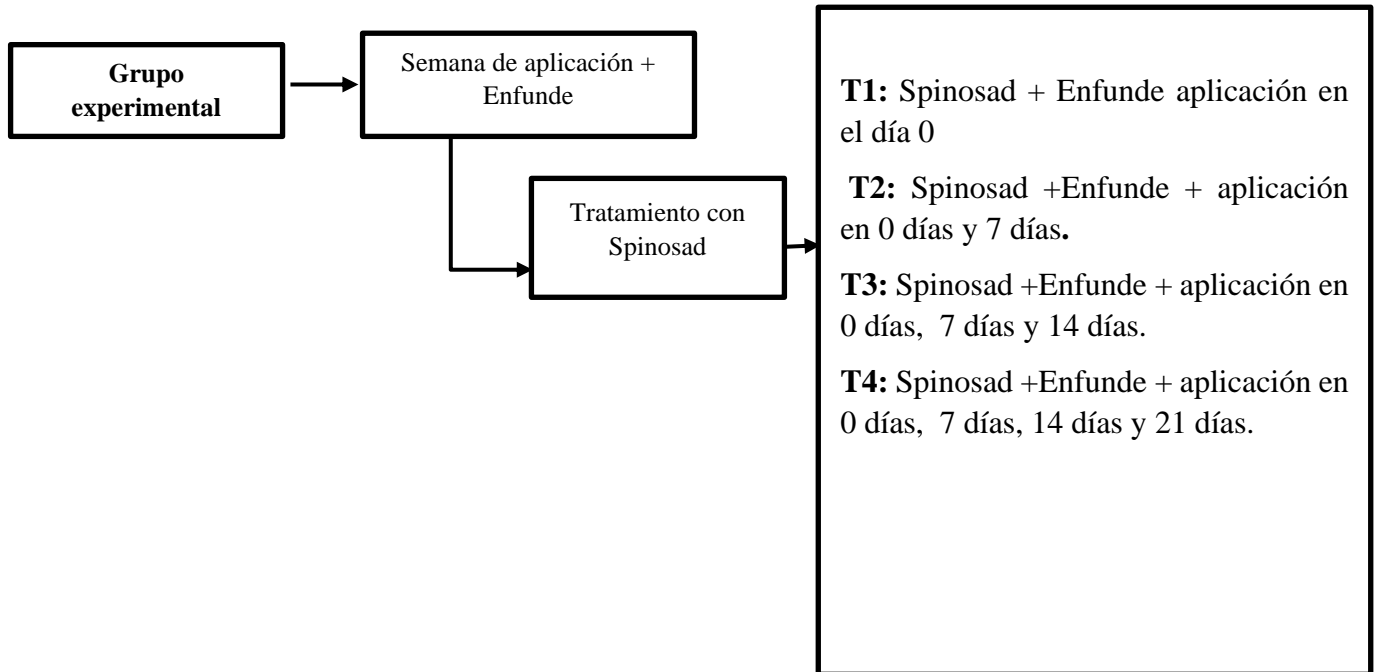 Grupo
experimental
Semana de aplicación +
Enfunde
Tratamiento con
Spinosad
T1: Spinosad + Enfunde aplicación en
el día 0
T2: Spinosad +Enfunde + aplicación
en 0 días y 7 días.
T3: Spinosad +Enfunde + aplicación en
0 días, 7 días y 14 días.
T4: Spinosad +Enfunde + aplicación en
0 días, 7 días, 14 días y 21 días.